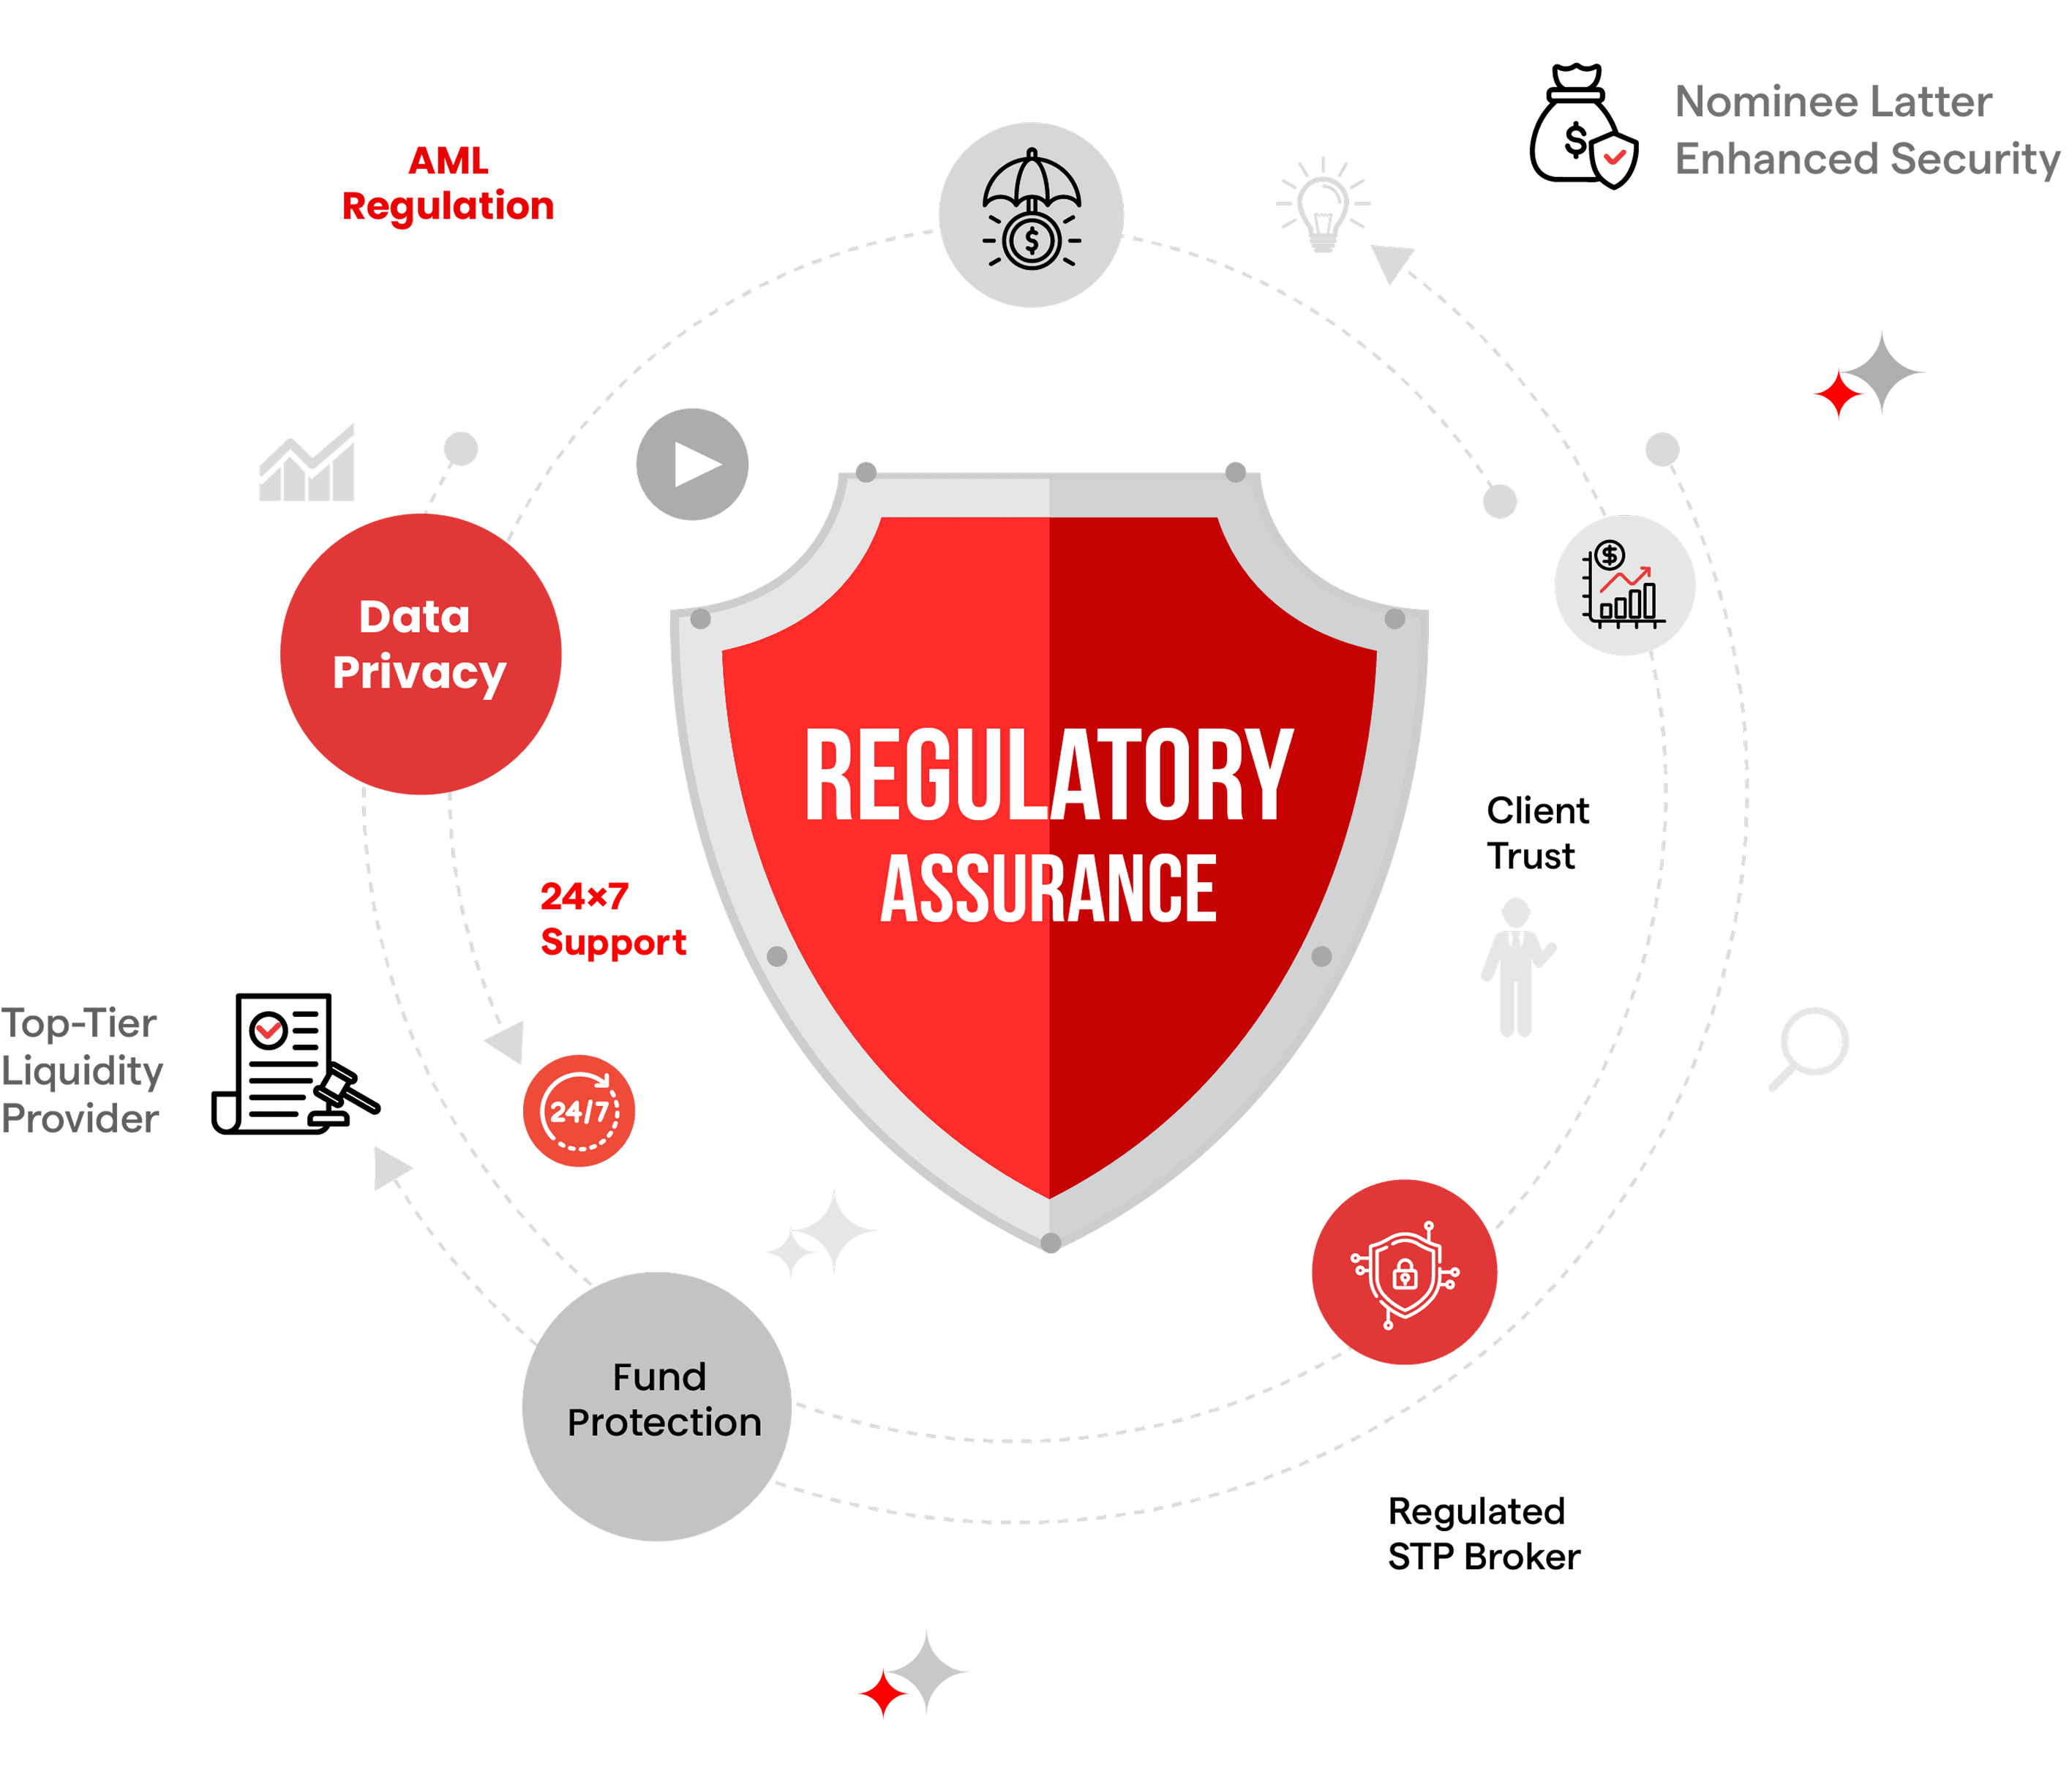 Nominee Latter
Enhanced Security
AML
Regulation
Data
Privacy
REGULATORY
ASSURANCE
Client
Trust
24×7
Support
Top-Tier
Liquidity
Provider
24/7
Fund
Protection
Regulated
STP Broker